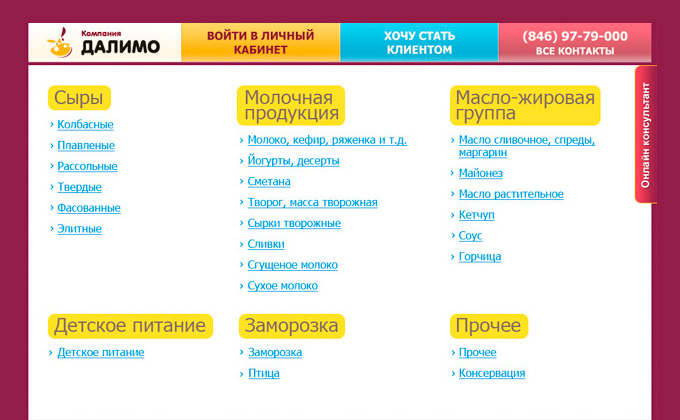 Компания
ДАЛИМО
ВОЙТИ В ЛИЧНЫЙ
КАБИНЕТ
ХОЧУ СТАТЬ
КЛИЕНТОМ
(846) 97-79-000
ВСЕ КОНТАКТЫ
Онлайн консультант
Сыры
Колбасные
Плавленые
Рассольные
Твердые
Фасованные
Элитные
Молочная
продукция
Молоко, кефир, ряженка и т.д.
Йогурты, десерты
Сметана
Творог, масса творожная
Сырки творожные
Сливки
Сгущеное молоко
Сухое молоко
Масло-жировая
группа
Масло сливочное, спреды,
маргарин
Майонез
Масло растительное
Кетчуп
Соус
Горчица
Детское питание
Детское питание
Заморозка
Заморозка
Птица
Прочее
Прочее
Консервация